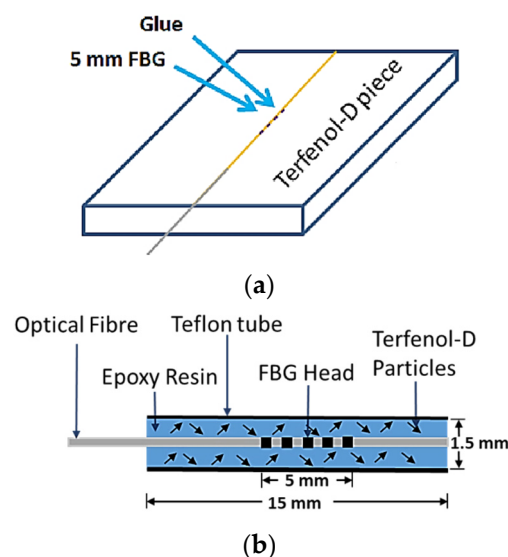 Glue
5 mm FBG
Terfenol-D piece
(a)
Optical Fibre
Teflon tube
Terfenol-D
Particles
Epoxy Resin
FBG Head
1.5 mm
5 mm
15 mm
(b)